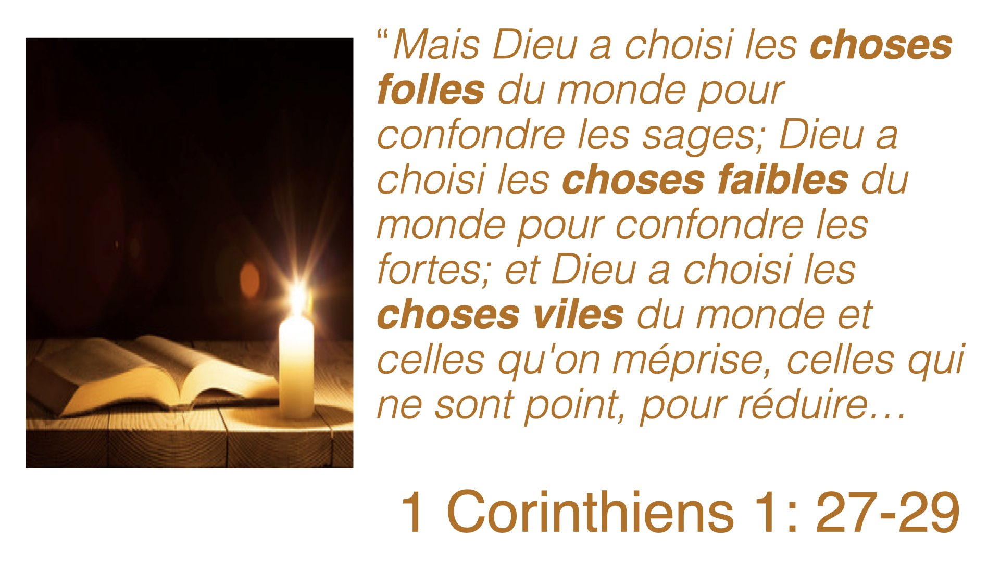 “Mais Dieu a choisi les choses
folles du monde pour
confondre les sages; Dieu a
choisi les choses faibles du
monde pour confondre les
fortes; et Dieu a choisi les
choses viles du monde et
celles qu'on méprise, celles qui
ne sont point, pour réduire…
1 Corinthiens 1: 27-29